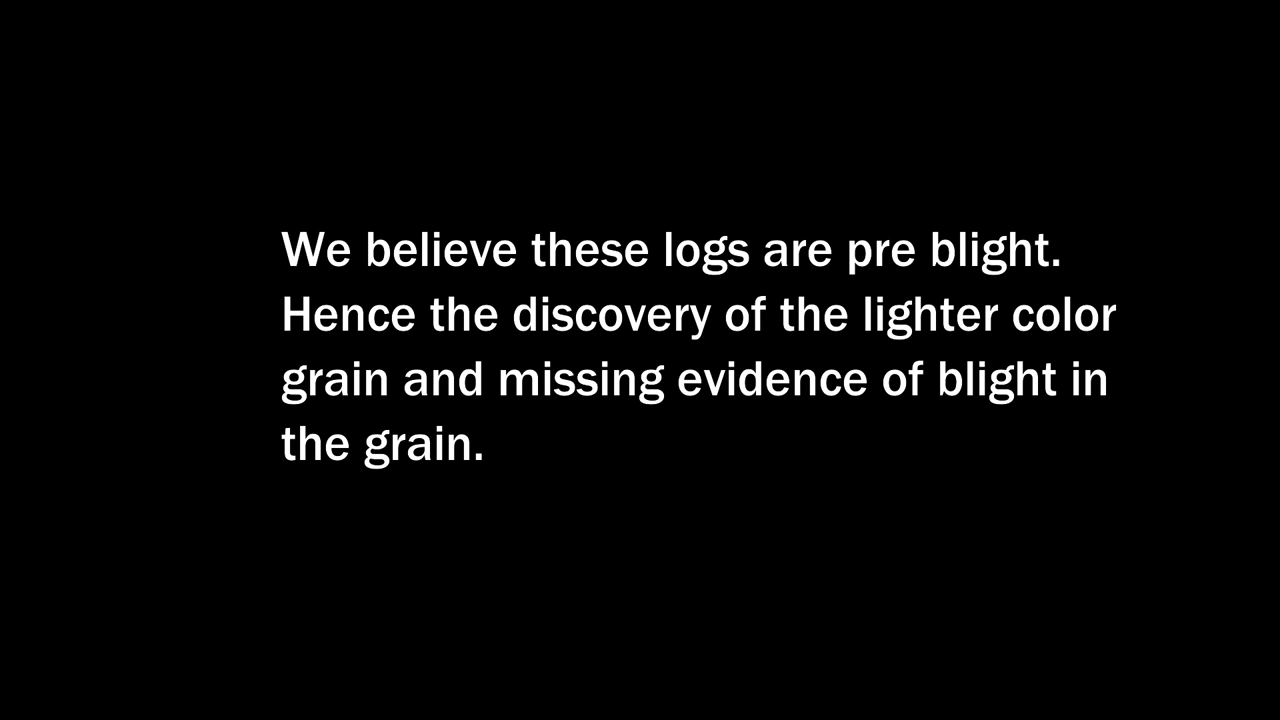 We believe these logs are pre blight.
Hence the discovery of the lighter color
grain and missing evidence of blight in
the grain.